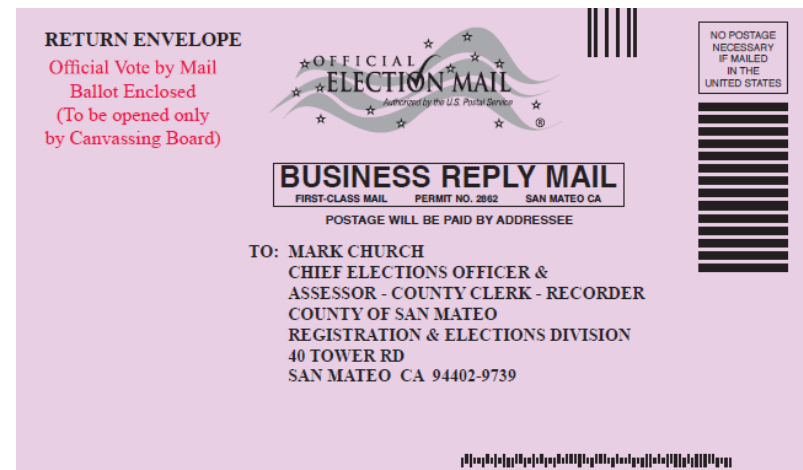 RETURN ENVELOPE
Official Vote by Mail
Ballot Enclosed
(To be opened only
by Canvassing Board)
OFFICIAL
ELECTION MAIL
Authorized by the U.S. Postal Service
®
NO POSTAGE
NECESSARY
IF MAILED
IN THE
UNITED STATES
BUSINESS REPLY MAIL
FIRST-CLASS MAIL PERMIT NO. 2862 SAN MATEO CA
POSTAGE WILL BE PAID BY ADDRESSEE
TO: MARK CHURCH
CHIEF ELECTIONS OFFICER &
ASSESSOR - COUNTY CLERK - RECORDER
COUNTY OF SAN MATEO
REGISTRATION & ELECTIONS DIVISION
40 TOWER RD
SAN MATEO CA 94402-9739